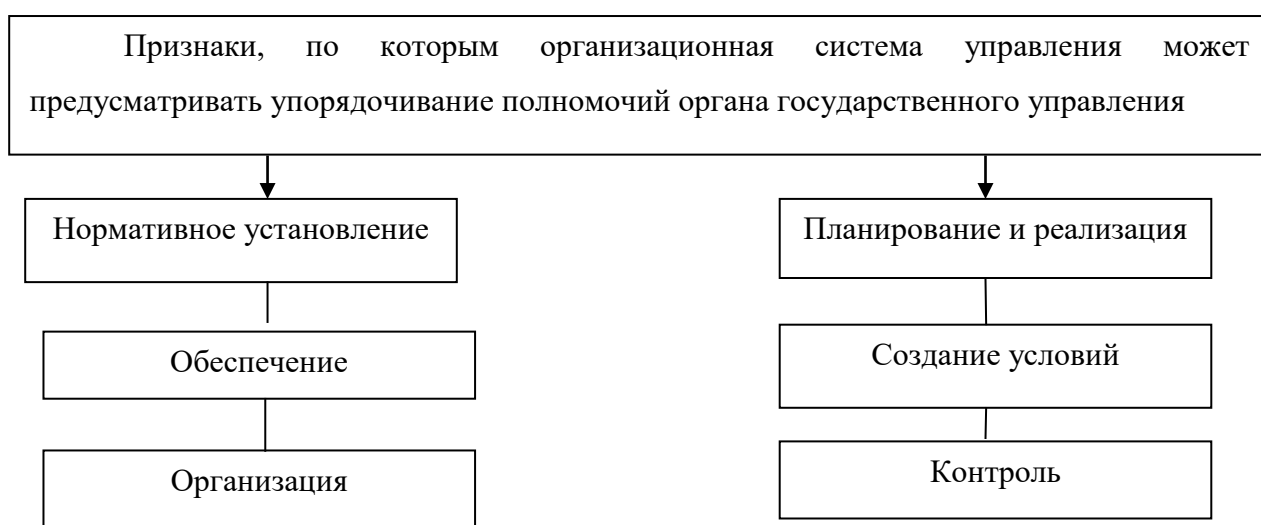 Признаки, по которым организационная система управления может
предусматривать упорядочивание полномочий органа государственного управления
Нормативное установление
Планирование и реализация
Обеспечение
Создание условий
Организация
Контроль